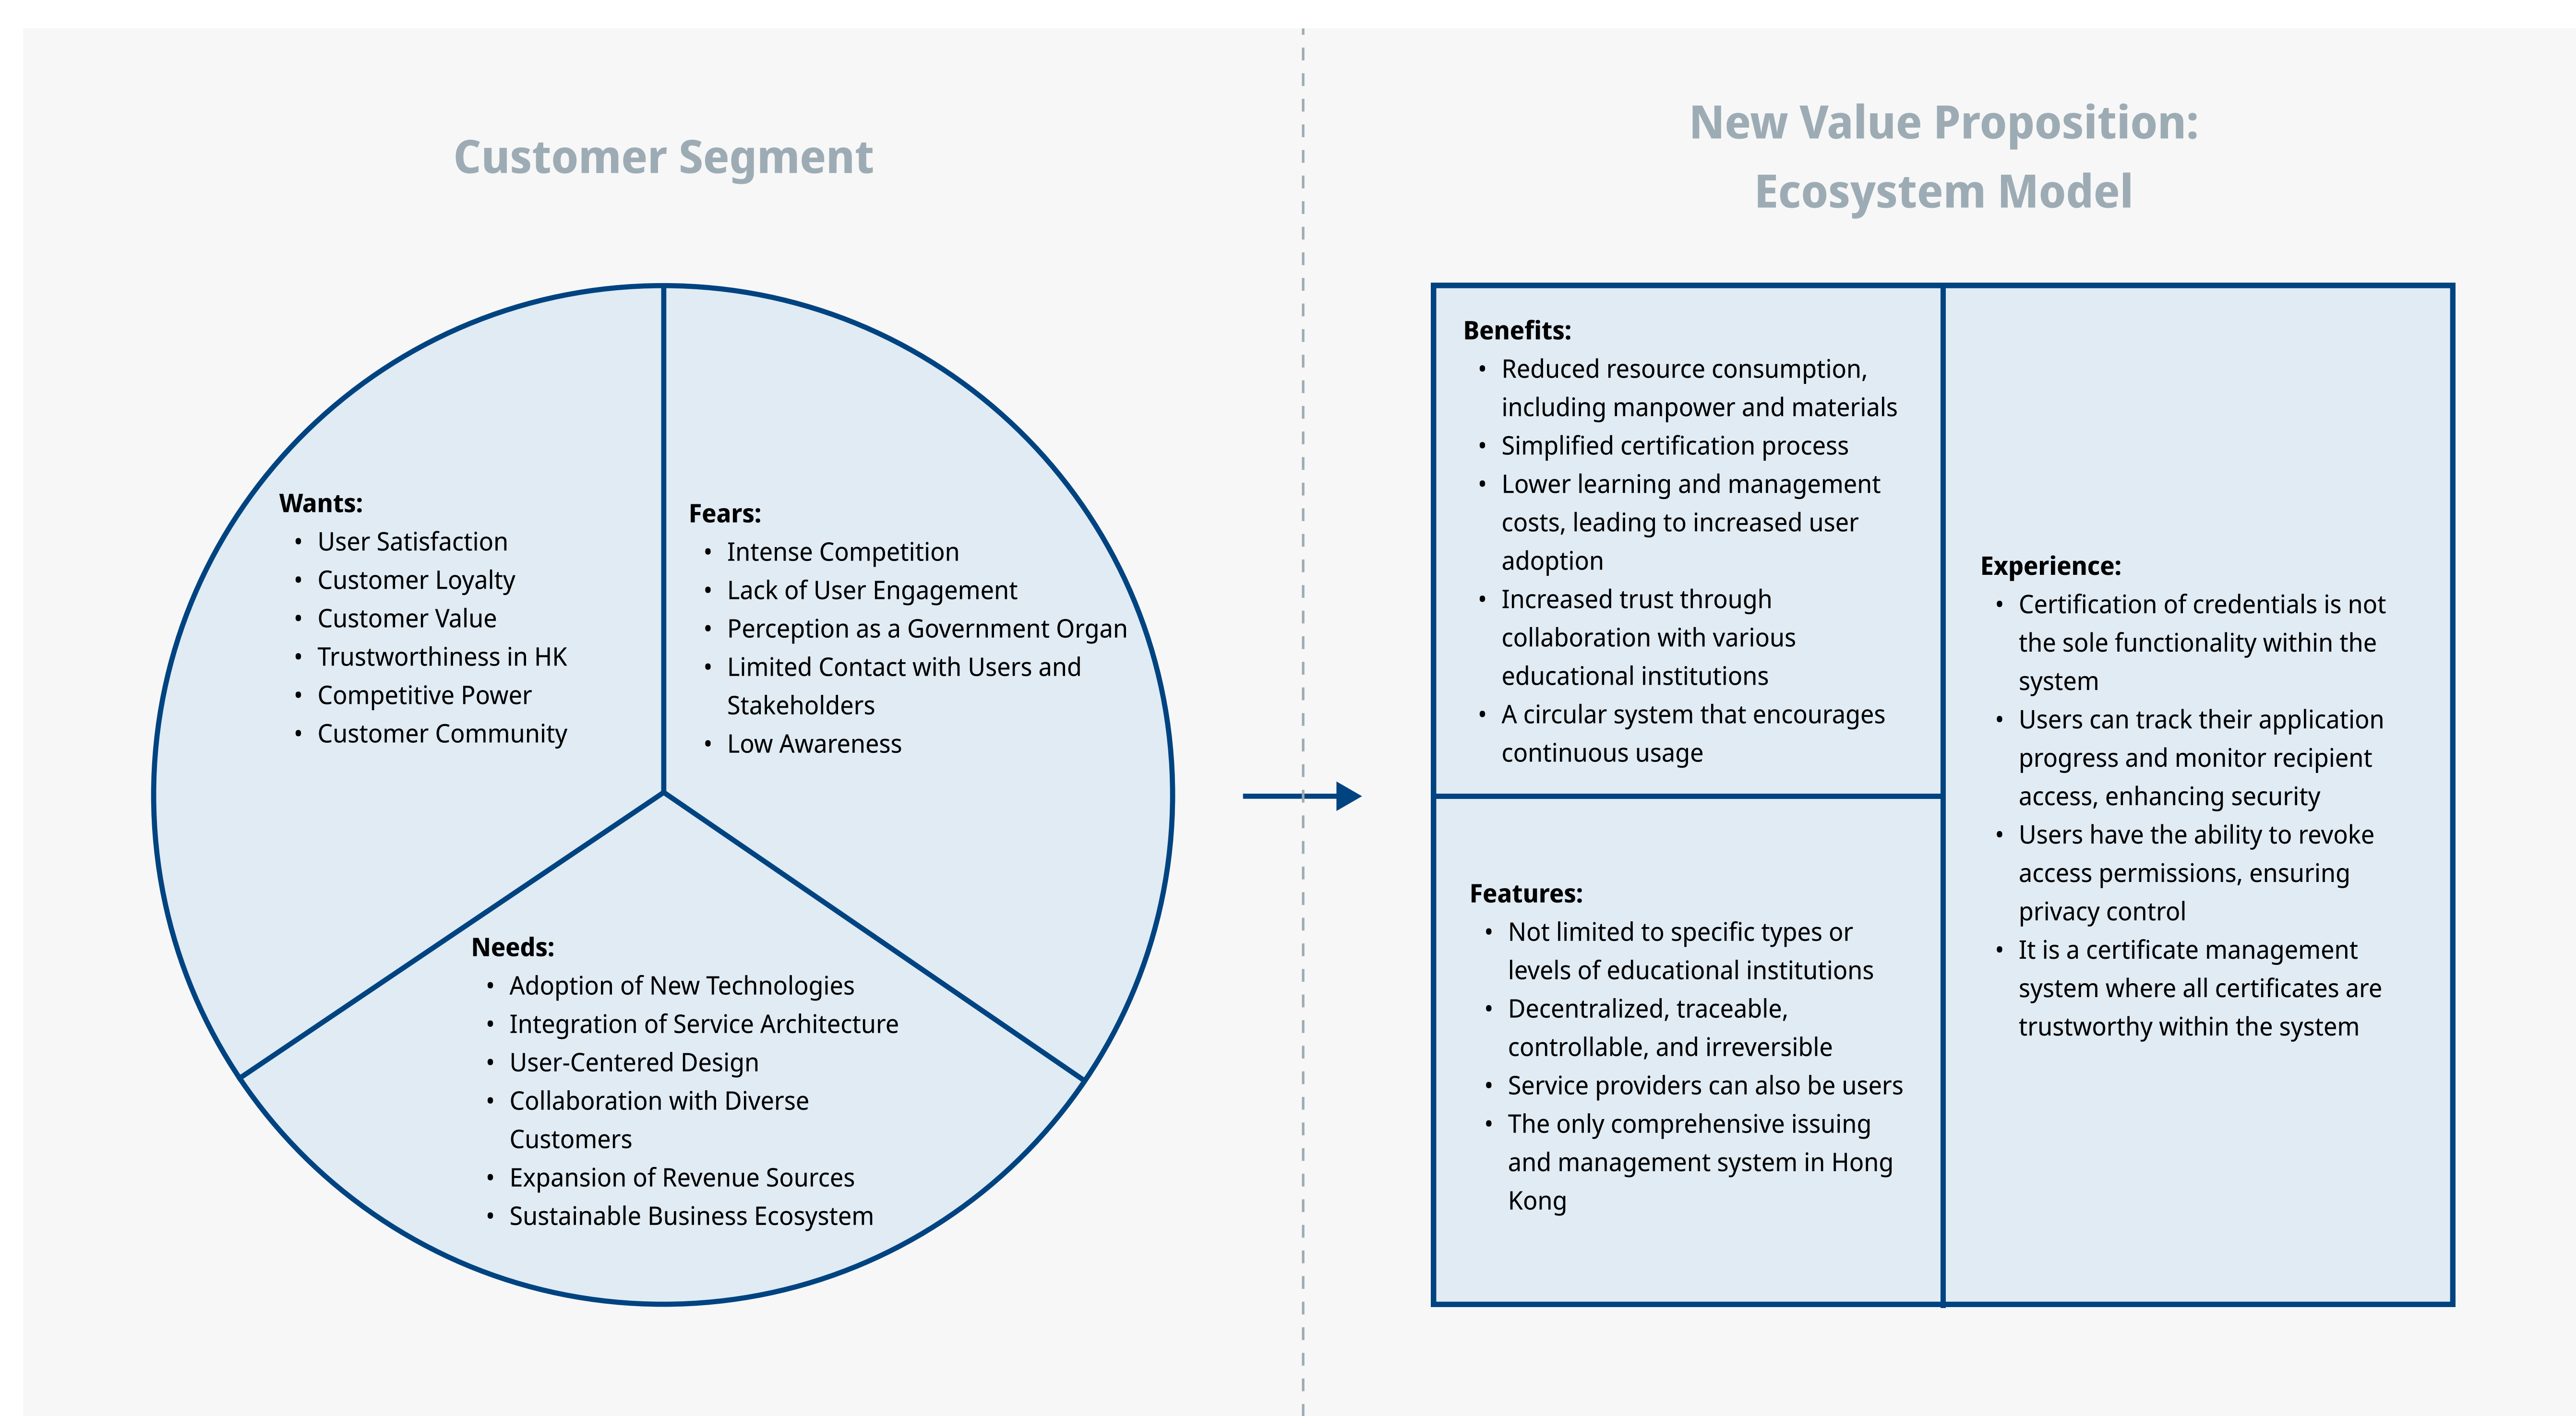 Customer Segment
Wants:
• User Satisfaction
• Customer Loyalty
• Customer Value
• Trustworthiness in HK
• Competitive Power
• Customer Community
Fears:
• Intense Competition
• Lack of User Engagement
• Perception as a Government Organ
• Limited Contact with Users and
Stakeholders
• Low Awareness
Needs:
• Adoption of New Technologies
• Integration of Service Architecture
• User-Centered Design
• Collaboration with Diverse
Customers
• Expansion of Revenue Sources
• Sustainable Business Ecosystem
New Value Proposition:
Ecosystem Model
Benefits:
• Reduced resource consumption,
including manpower and materials
• Simplified certification process
• Lower learning and management
costs, leading to increased user
adoption
• Increased trust through
collaboration with various
educational institutions
• A circular system that encourages
continuous usage
Features:
• Not limited to specific types or
levels of educational institutions
• Decentralized, traceable,
controllable, and irreversible
• Service providers can also be users
• The only comprehensive issuing
and management system in Hong
Kong
Experience:
• Certification of credentials is not
the sole functionality within the
system
• Users can track their application
progress and monitor recipient
access, enhancing security
• Users have the ability to revoke
access permissions, ensuring
privacy control
• It is a certificate management
system where all certificates are
trustworthy within the system